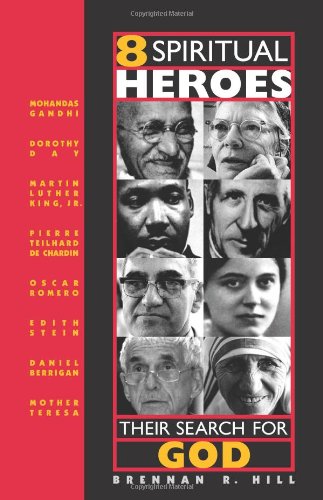 8 SPIRITUAL
HEROES
MOHANDAS
GANDHI
DOROTHY
DAY
MARTIN
LUTHER
KING, JR.
PIERRE
TEILHARD
DE CHARDIN
OSCAR
ROMERO
EDITH
STEIN
DANIEL
BERRIGAN
MOTHER
TERESA
THEIR SEARCH FOR
GOD
BRENNAN R. HILL